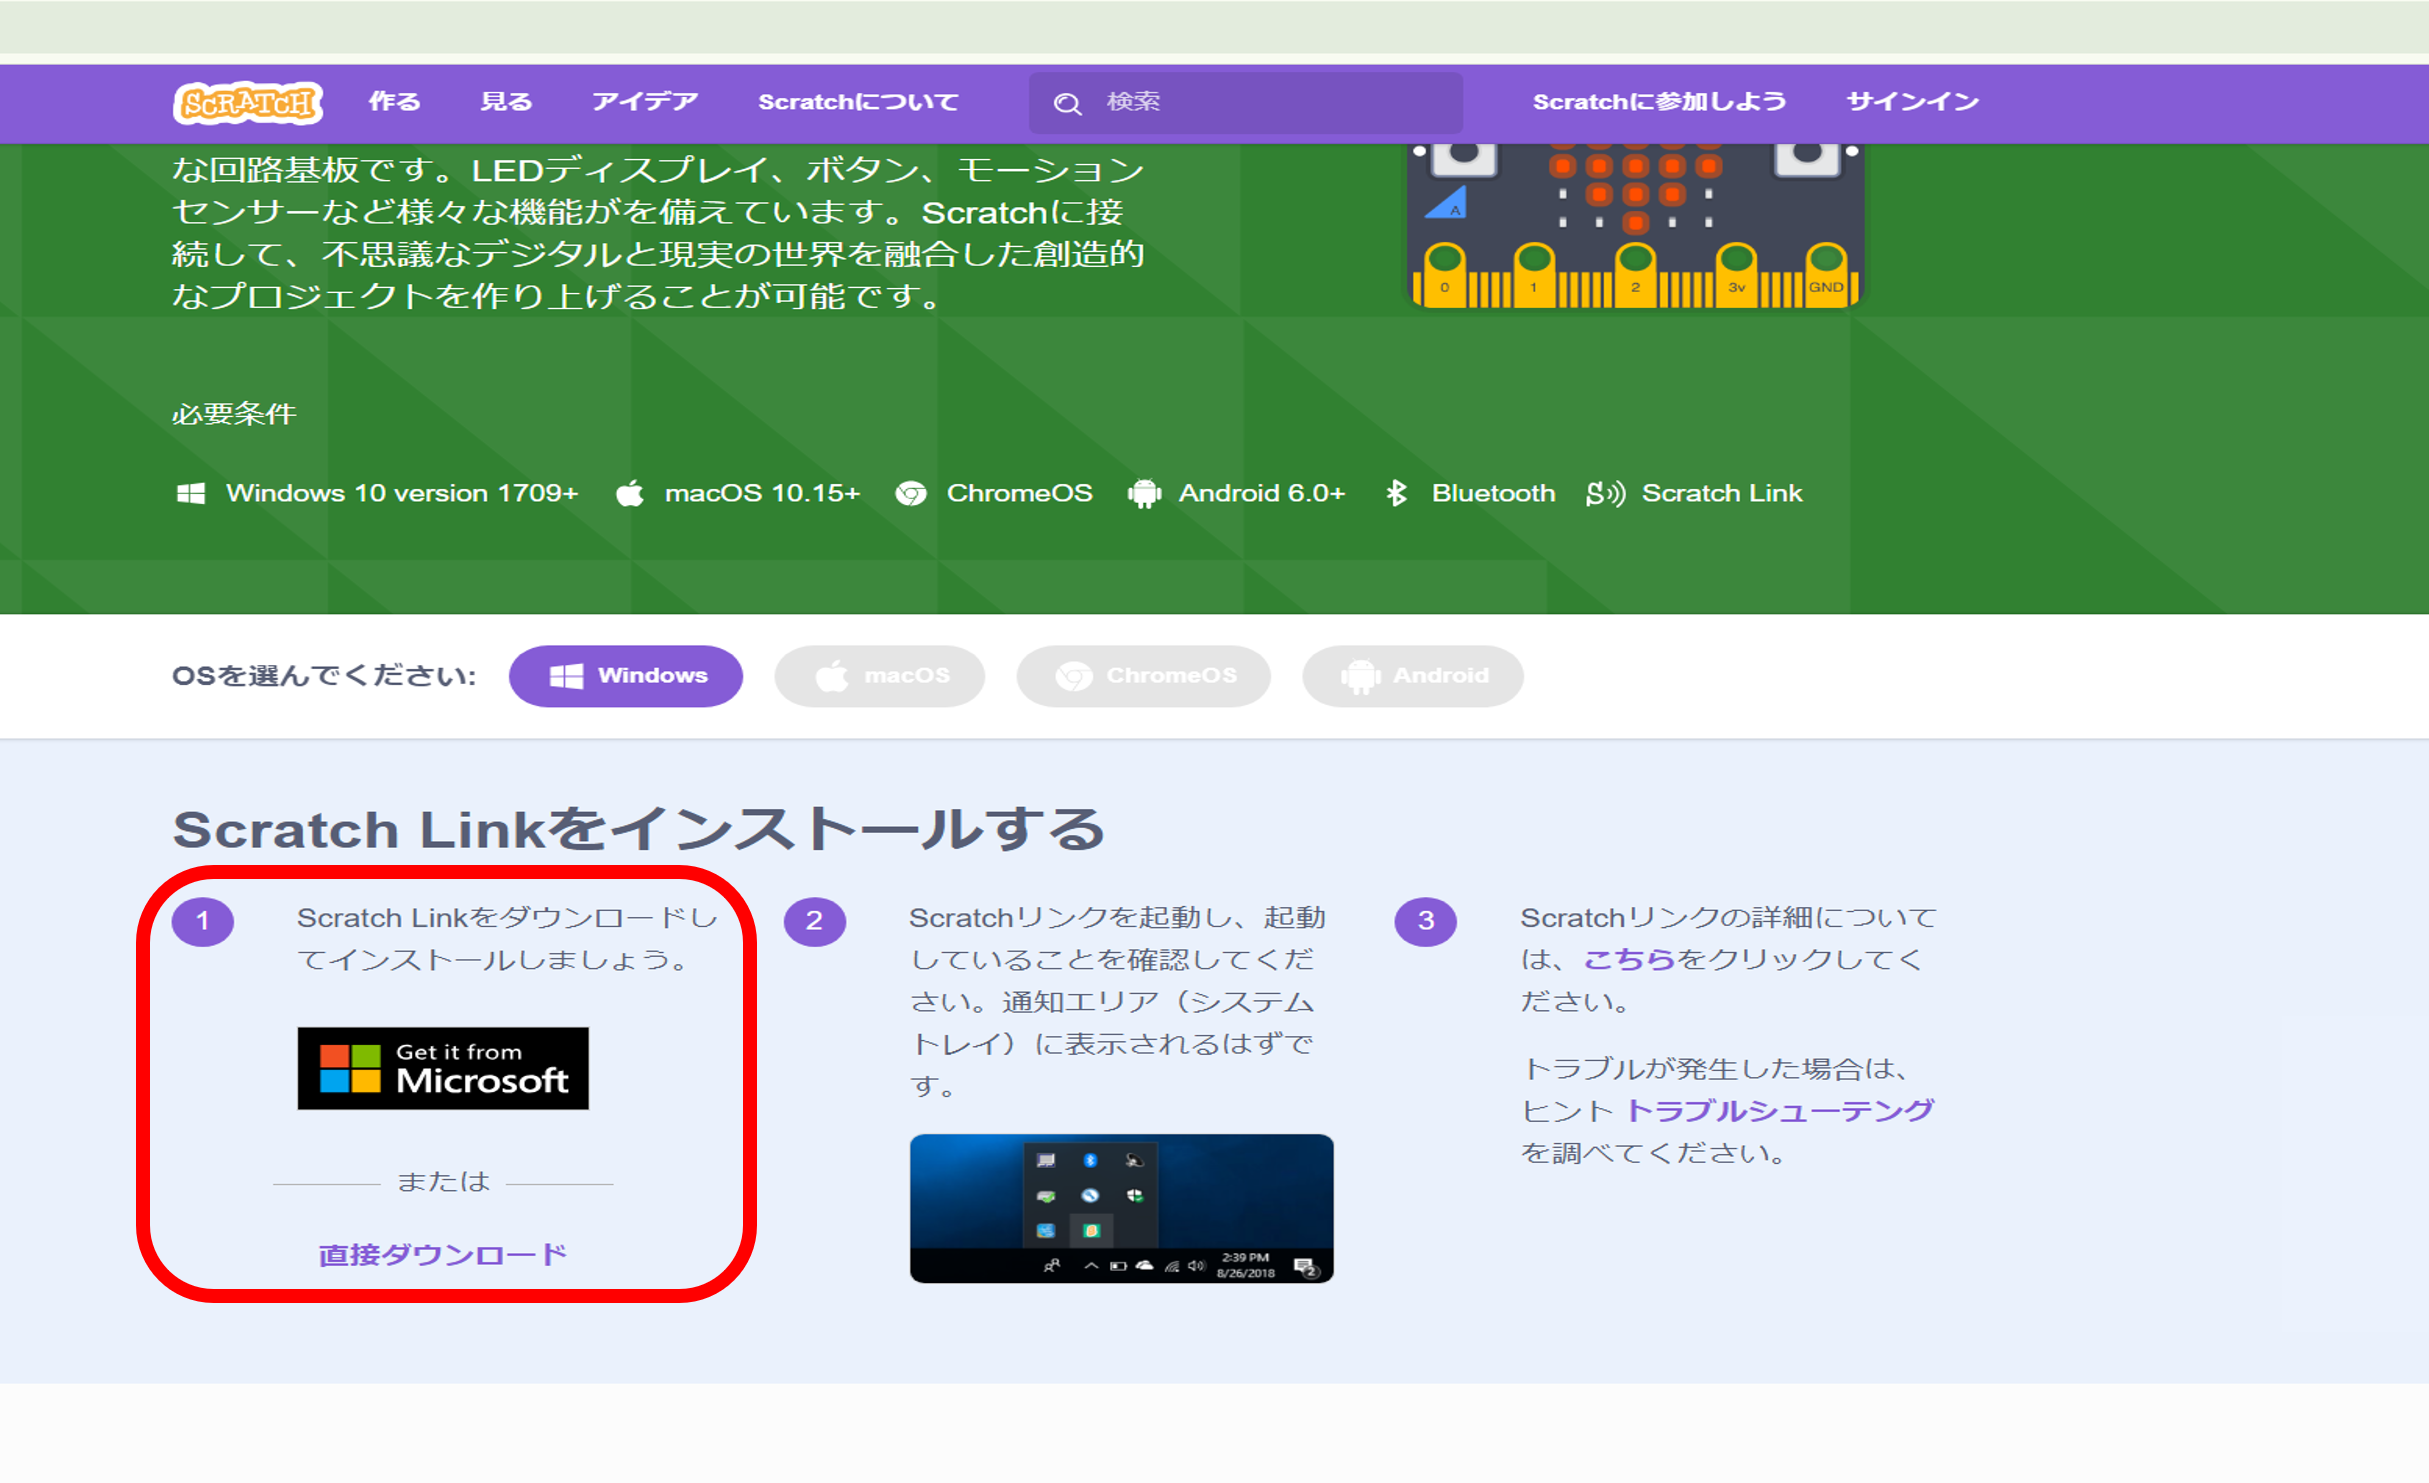 SCRATCH 作る 見る アイデア Scratchについて 検索 Scratchに参加しよう サインイン
な回路基板です。LEDディスプレイ、ボタン、モーション
センサーなど様々な機能がを備えています。Scratchに接
続して、不思議なデジタルと現実の世界を融合した創造的
なプロジェクトを作り上げることが可能です。
A
0 1 2 3v GND
必要条件
Windows 10 version 1709+ macOS 10.15+ ChromeOS Android 6.0+ Bluetooth Scratch Link
OSを選んでください: Windows macOS ChromeOS Android
Scratch Linkをインストールする
1
Scratch Linkをダウンロードし
てインストールしましょう。
Get it from
Microsoft
または
直接ダウンロード
2
Scratchリンクを起動し、起動
していることを確認してくだ
さい。通知エリア（システム
トレイ）に表示されるはずで
す。
2:39 PM
8/26/2018
2
3
Scratchリンクの詳細について
は、こちらをクリックしてく
ださい。
トラブルが発生した場合は、
ヒント トラブルシューテング
を調べてください。